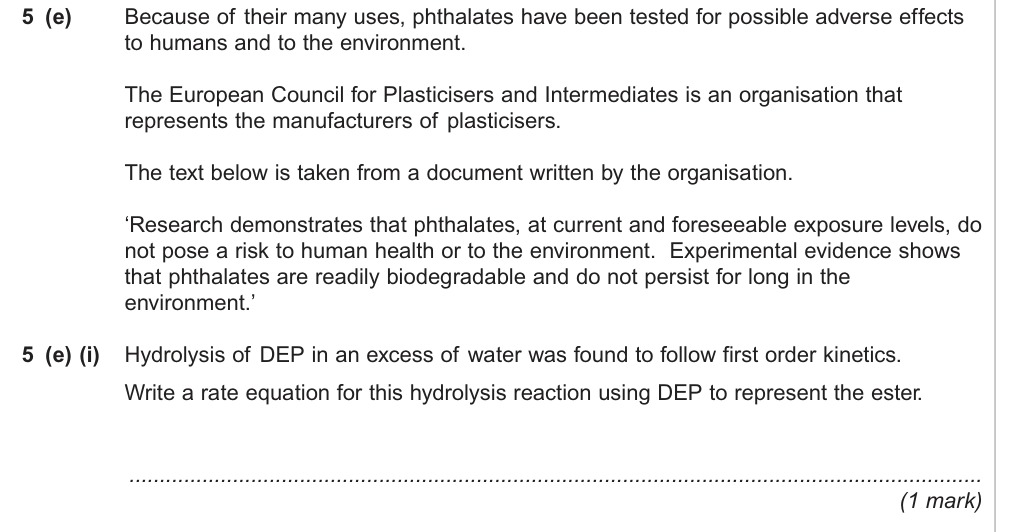 5 (e) Because of their many uses, phthalates have been tested for possible adverse effects
to humans and to the environment.
The European Council for Plasticisers and Intermediates is an organisation that
represents the manufacturers of plasticisers.
The text below is taken from a document written by the organisation.
‘Research demonstrates that phthalates, at current and foreseeable exposure levels, do
not pose a risk to human health or to the environment. Experimental evidence shows
that phthalates are readily biodegradable and do not persist for long in the
environment.’
5 (e) (i) Hydrolysis of DEP in an excess of water was found to follow first order kinetics.
Write a rate equation for this hydrolysis reaction using DEP to represent the ester.
(1 mark)